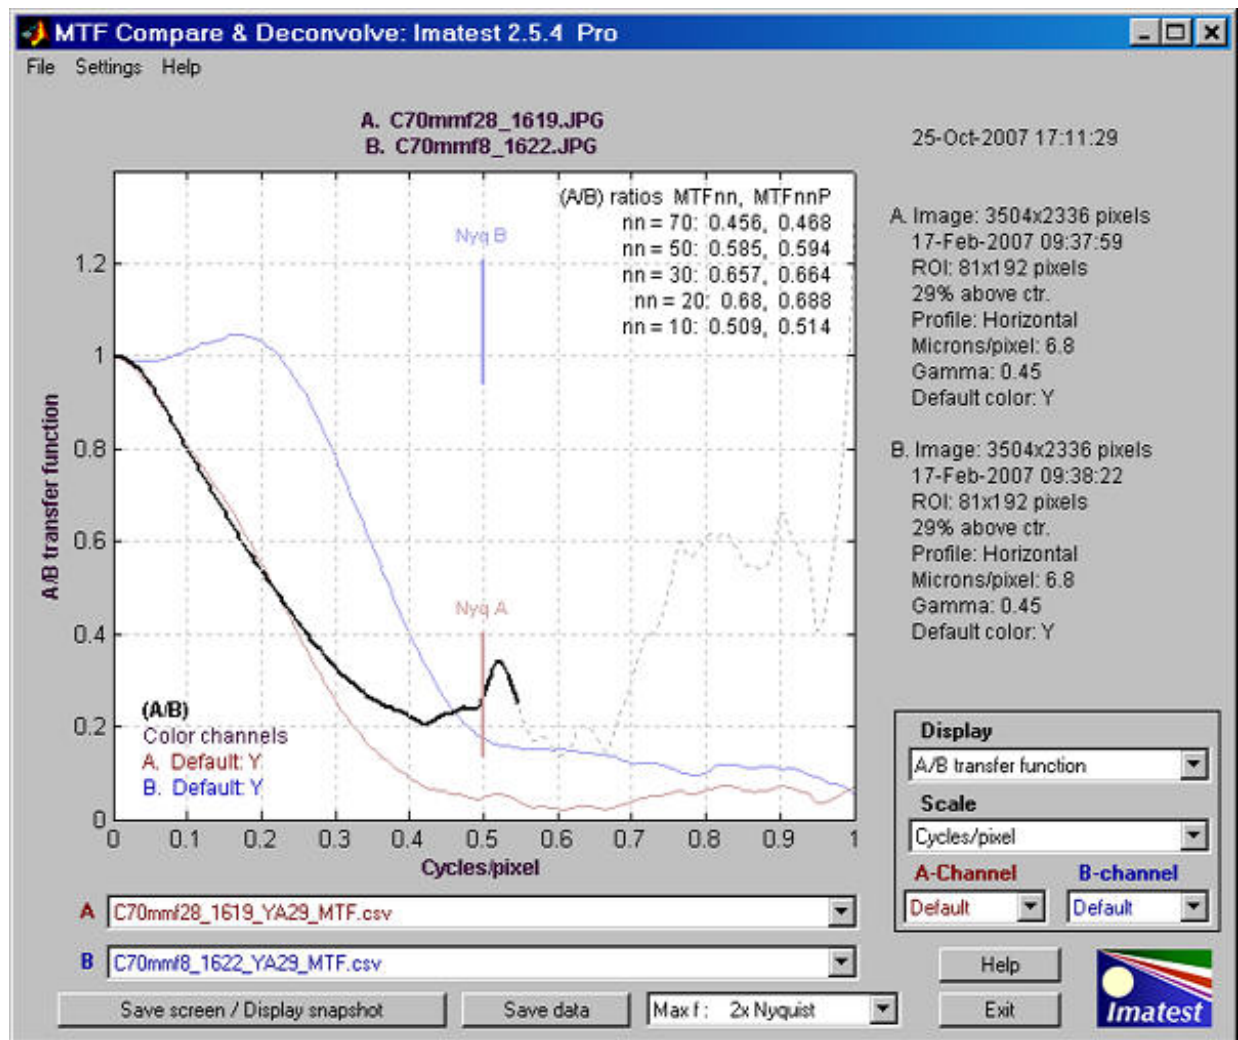 MTF Compare & Deconvolve: Imatest 2.5.4 Pro
File Settings Help
A. C70mmf28_1619.JPG
B. C70mmf8_1622.JPG
25-Oct-2007 17:11:29
(A/B) ratios MTFnn, MTFnnP
nn = 70: 0.456, 0.468
nn = 50: 0.585, 0.594
nn = 30: 0.657, 0.664
nn = 20: 0.68, 0.688
nn = 10: 0.509, 0.514
Nyq B
Nyq A
A/B transfer function
1.2
1
0.8
0.6
0.4
0.2
0
(A/B)
Color channels
A. Default: Y
B. Default: Y
0 0.1 0.2 0.3 0.4 0.5 0.6 0.7 0.8 0.9 1
Cycles/pixel
A. Image: 3504x2336 pixels
17-Feb-2007 09:37:59
ROI: 81x192 pixels
29% above ctr.
Profile: Horizontal
Microns/pixel: 6.8
Gamma: 0.45
Default color: Y
B. Image: 3504x2336 pixels
17-Feb-2007 09:38:22
ROI: 81x192 pixels
29% above ctr.
Profile: Horizontal
Microns/pixel: 6.8
Gamma: 0.45
Default color: Y
Display
A/B transfer function
Scale
Cycles/pixel
A-Channel B-channel
Default Default
A C70mmf28_1619_YA29_MTF.csv
B C70mmf8_1622_YA29_MTF.csv
Save screen / Display snapshot Save data Max f : 2x Nyquist
Help
Exit
Imatest